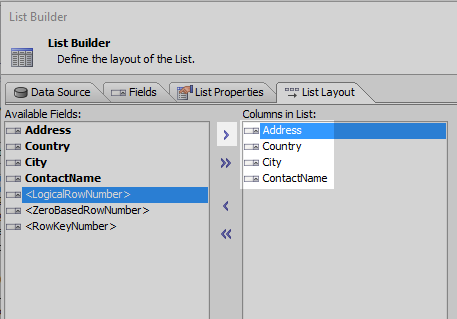 List Builder
List Builder
Define the layout of the List.
Data Source Fields List Properties List Layout
Available Fields:
Address
Country
City
ContactName
<LogicalRowNumber>
<ZeroBasedRowNumber>
<RowKeyNumber>
>
>>
<
<<
Columns in List:
Address
Country
City
ContactName